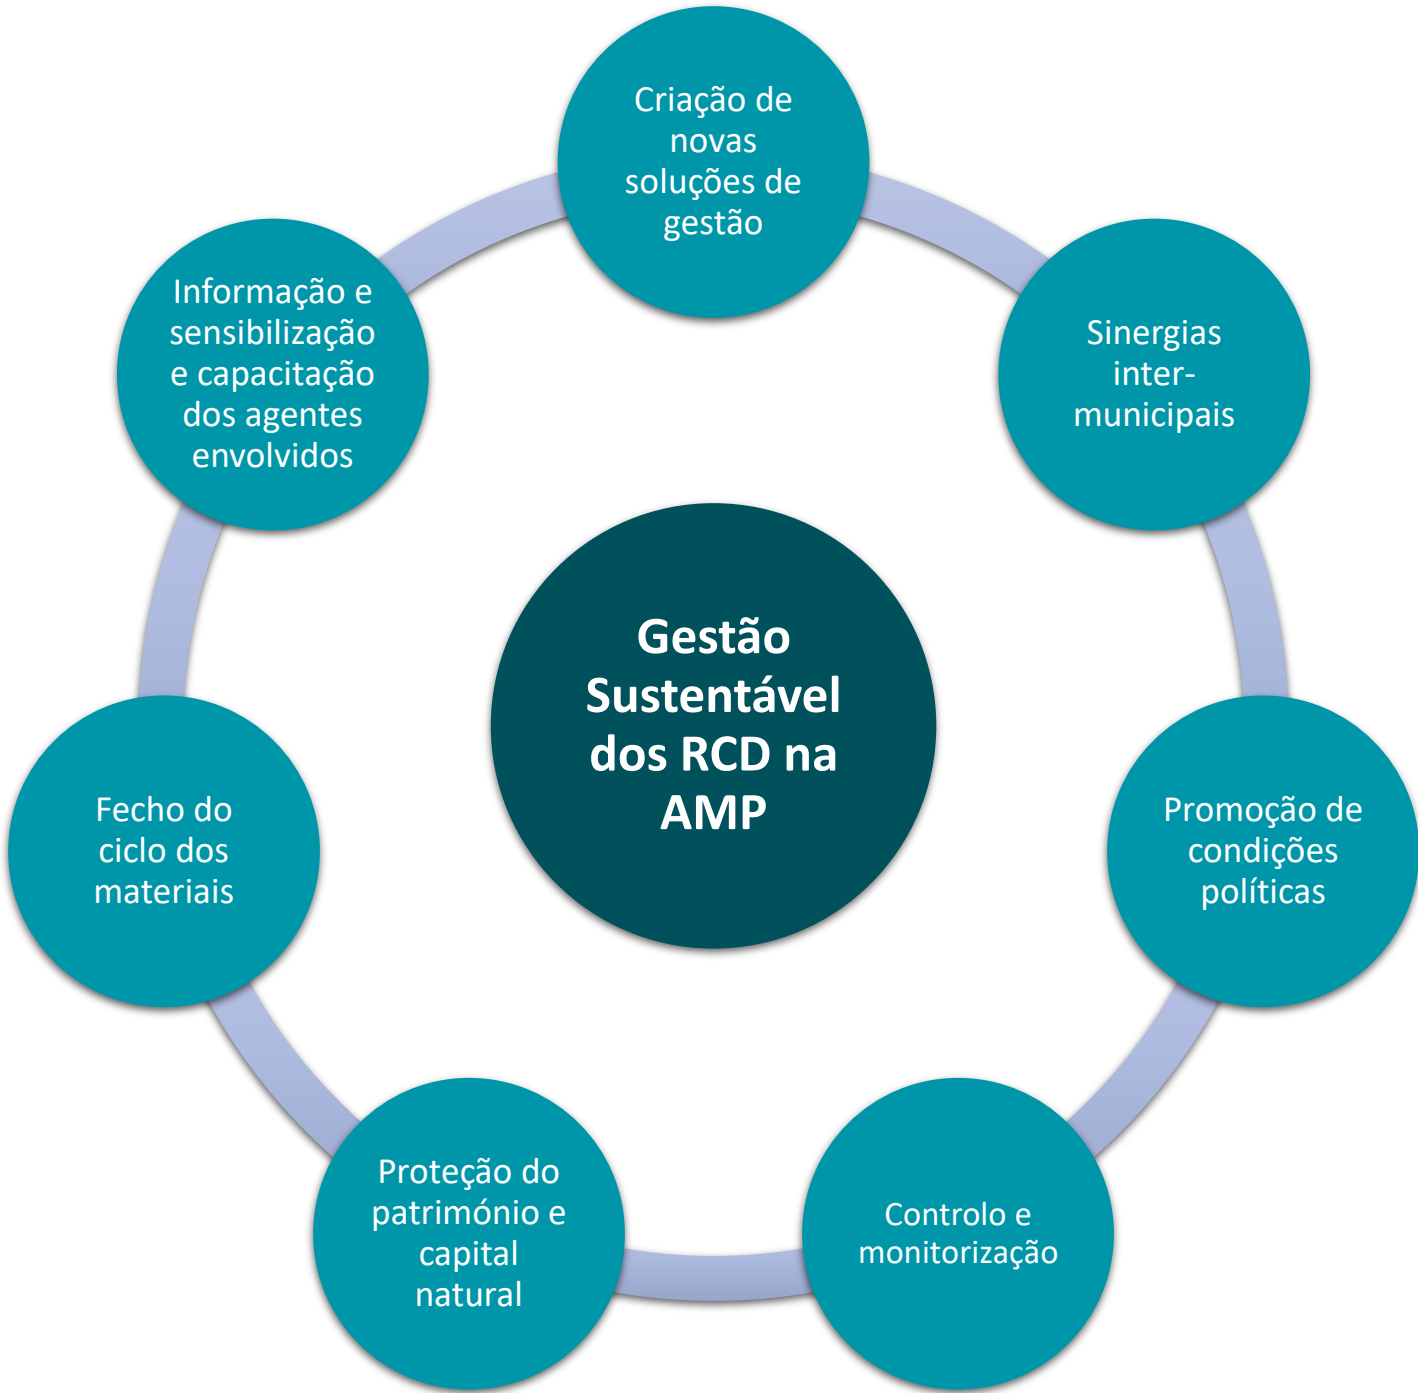 Criação de
novas
soluções de
gestão
Sinergias
inter-
municipais
Promoção de
condições
políticas
Controlo e
monitorização
Proteção do
património e
capital
natural
Fecho do
ciclo dos
materiais
Informação e
sensibilização
e capacitação
dos agentes
envolvidos
Gestão
Sustentável
dos RCD na
AMP